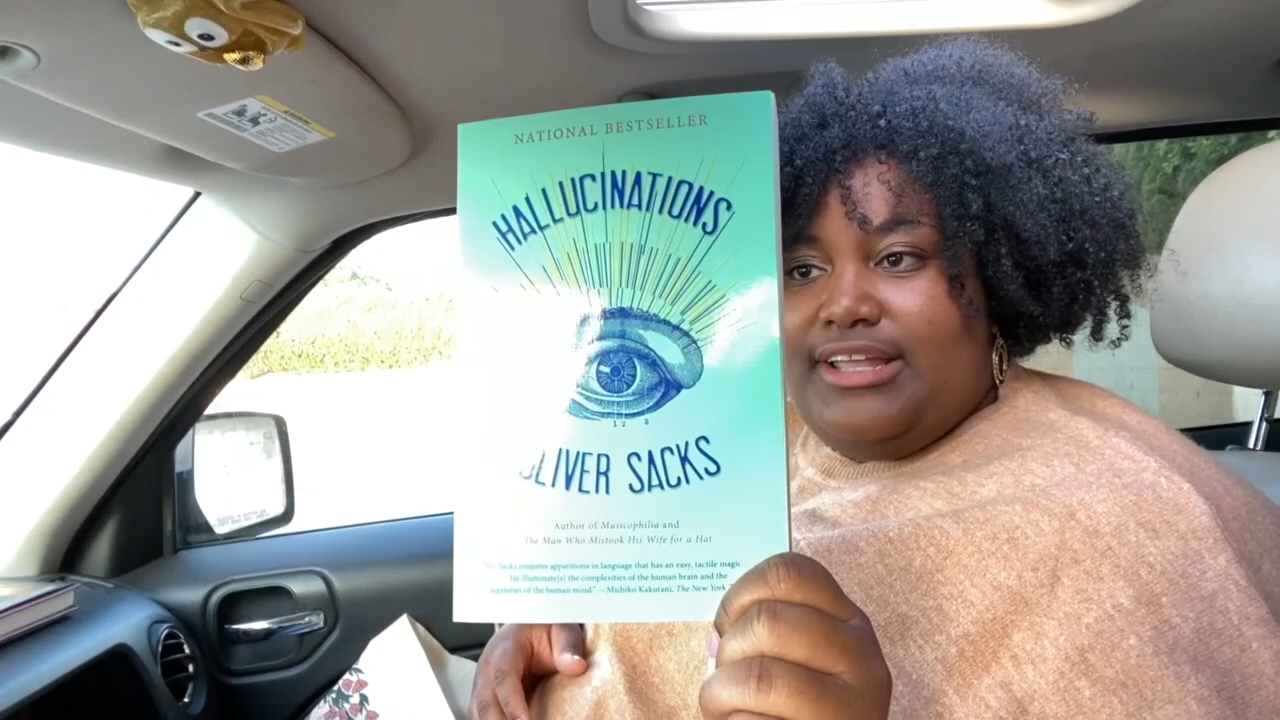 NATIONAL BESTSELLER
HALLUCINATIONS
1 2 3
OLIVER SACKS
Author of Musicophilia and
The Man Who Mistook His Wife for a Hat
"Dr. Sacks conjures apparitions in language that has an easy, tactile magic.
He illuminate[s] the complexities of the human brain and the
mysteries of the human mind." —Michiko Kakutani, The New York